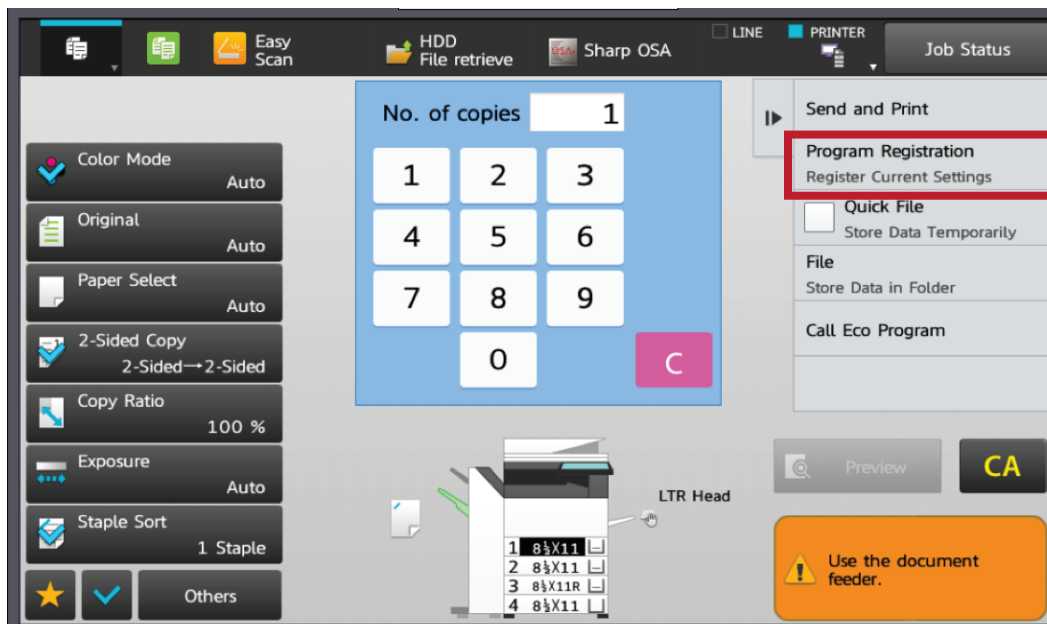 Easy
Scan
HDD
File retrieve
OSA
Sharp OSA
LINE
PRINTER
Job Status
No. of copies 1
1 2 3
4 5 6
7 8 9
0 C
Color Mode
Auto
Original
Auto
Paper Select
Auto
2-Sided Copy
2-Sided→2-Sided
Copy Ratio
100 %
Exposure
Auto
Staple Sort
1 Staple
Others
Send and Print
Program Registration
Register Current Settings
Quick File
Store Data Temporarily
File
Store Data in Folder
Call Eco Program
Preview
CA
LTR Head
1 8½X11
2 8½X11
3 8½X11R
4 8½X11
Use the document
feeder.